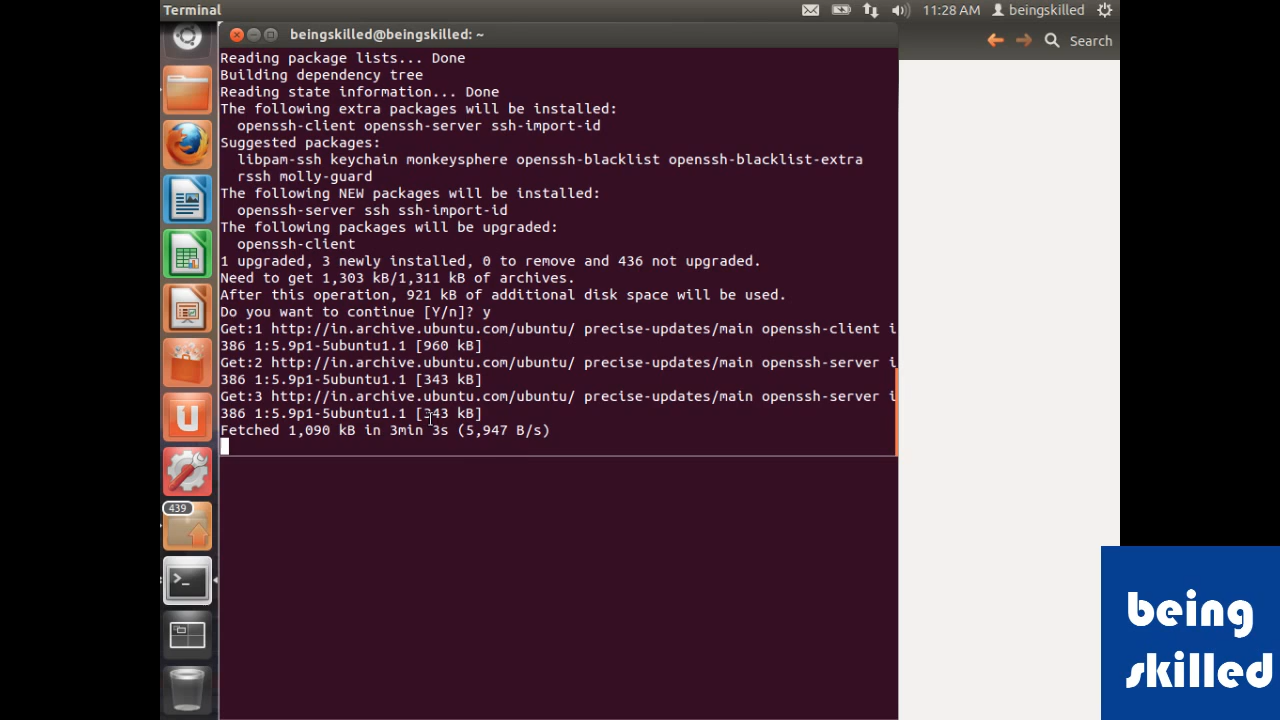 Terminal
11:28 AM
beingskilled
beingskilled@beingskilled: ~
Search
Reading package lists... Done
Building dependency tree
Reading state information... Done
The following extra packages will be installed:
openssh-client openssh-server ssh-import-id
Suggested packages:
libpam-ssh keychain monkeysphere openssh-blacklist openssh-blacklist-extra
rssh molly-guard
The following NEW packages will be installed:
openssh-server ssh ssh-import-id
The following packages will be upgraded:
openssh-client
1 upgraded, 3 newly installed, 0 to remove and 436 not upgraded.
Need to get 1,303 kB/1,311 kB of archives.
After this operation, 921 kB of additional disk space will be used.
Do you want to continue [Y/n]? y
Get:1 http://in.archive.ubuntu.com/ubuntu/ precise-updates/main openssh-client i
386 1:5.9p1-5ubuntu1.1 [960 kB]
Get:2 http://in.archive.ubuntu.com/ubuntu/ precise-updates/main openssh-server i
386 1:5.9p1-5ubuntu1.1 [343 kB]
Get:3 http://in.archive.ubuntu.com/ubuntu/ precise-updates/main openssh-server i
386 1:5.9p1-5ubuntu1.1 [343 kB]
Fetched 1,090 kB in 3min 3s (5,947 B/s)
439
being
skilled